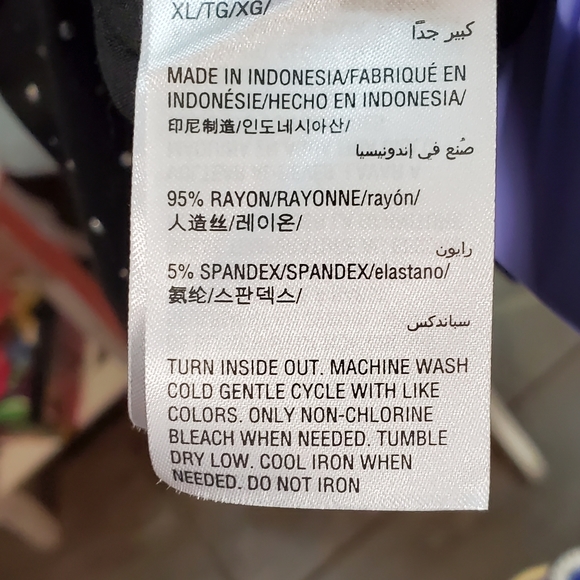 XL/TG/XG/
كبير جدًا
MADE IN INDONESIA/FABRIQUÉ EN
INDONÉSIE/HECHO EN INDONESIA/
印尼制造/인도네시아산/
صُنع في إندونيسيا
95% RAYON/RAYONNE/rayón/
人造丝/레이온/
رايون
5% SPANDEX/SPANDEX/elastano/
氨纶/스판덱스/
سباندكس
TURN INSIDE OUT. MACHINE WASH
COLD GENTLE CYCLE WITH LIKE
COLORS. ONLY NON-CHLORINE
BLEACH WHEN NEEDED. TUMBLE
DRY LOW. COOL IRON WHEN
NEEDED. DO NOT IRON